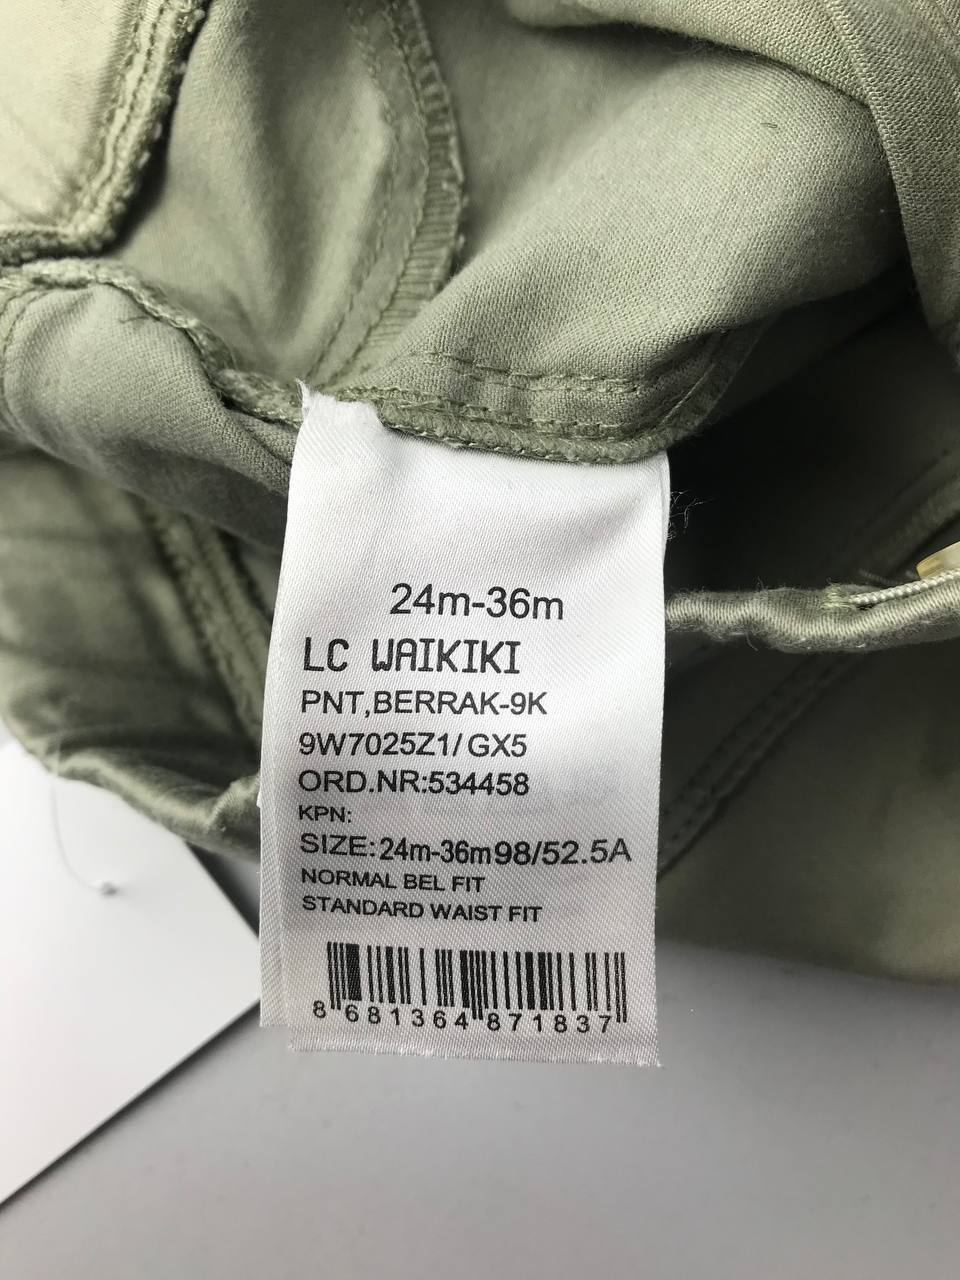 24m-36m
LC WAIKIKI
PNT,BERRAK-9K
9W7025Z1/GX5
ORD.NR:534458
KPN:
SIZE:24m-36m98/52.5A
NORMAL BEL FIT
STANDARD WAIST FIT
8 681364 871837